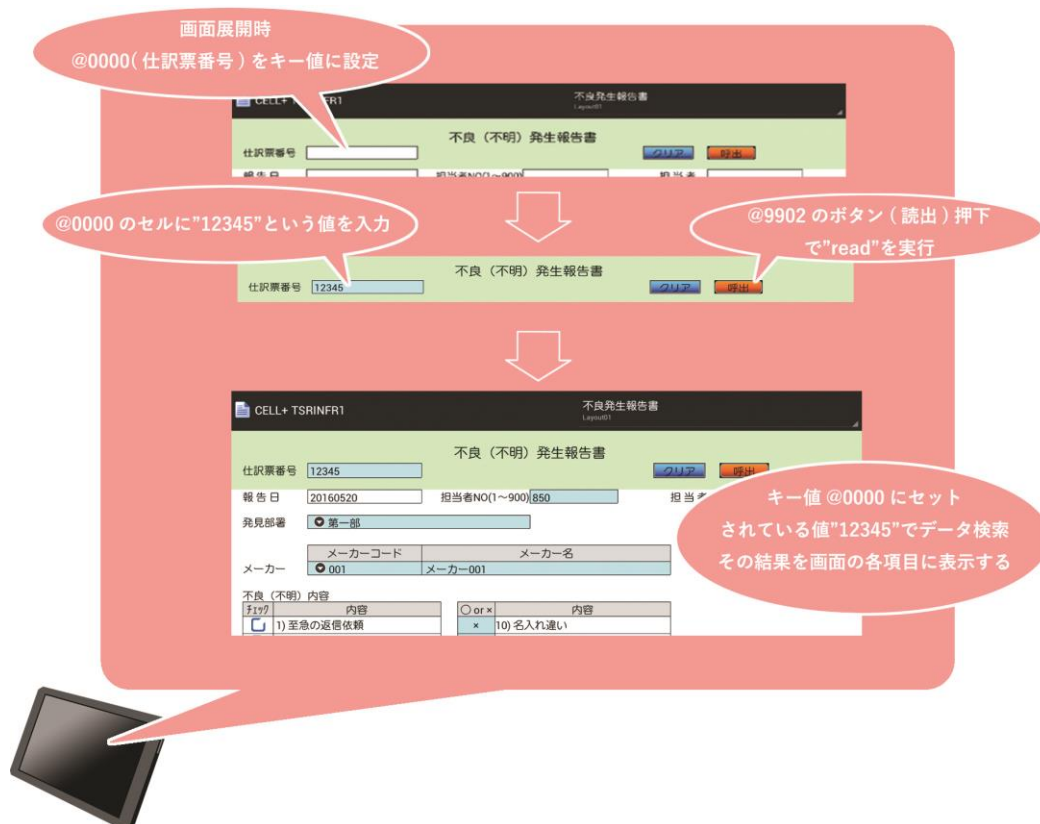 画面展開時
@0000(仕訳票番号)をキー値に設定
CELL+ T FR1
不良発生報告書
Layout01
不良（不明）発生報告書
仕訳票番号
クリア
呼出
報告日
担当者NO(1～900)
担当者
@0000のセルに"12345"という値を入力
@9902のボタン(読出)押下
で"read"を実行
不良（不明）発生報告書
仕訳票番号 12345
クリア
呼出
CELL+ TSRINFR1
不良発生報告書
Layout01
不良（不明）発生報告書
仕訳票番号 12345
クリア
呼出
報告日 20160520 担当者NO(1～900) 850 担当
発見部署 第一部
キー値@0000にセット
されている値"12345"でデータ検索
その結果を画面の各項目に表示する
メーカーコード メーカー名
メーカー 001 メーカー001
不良（不明）内容
ﾁｪｯｸ 内容 〇or× 内容
1)至急の返信依頼 × 10)名入れ違い